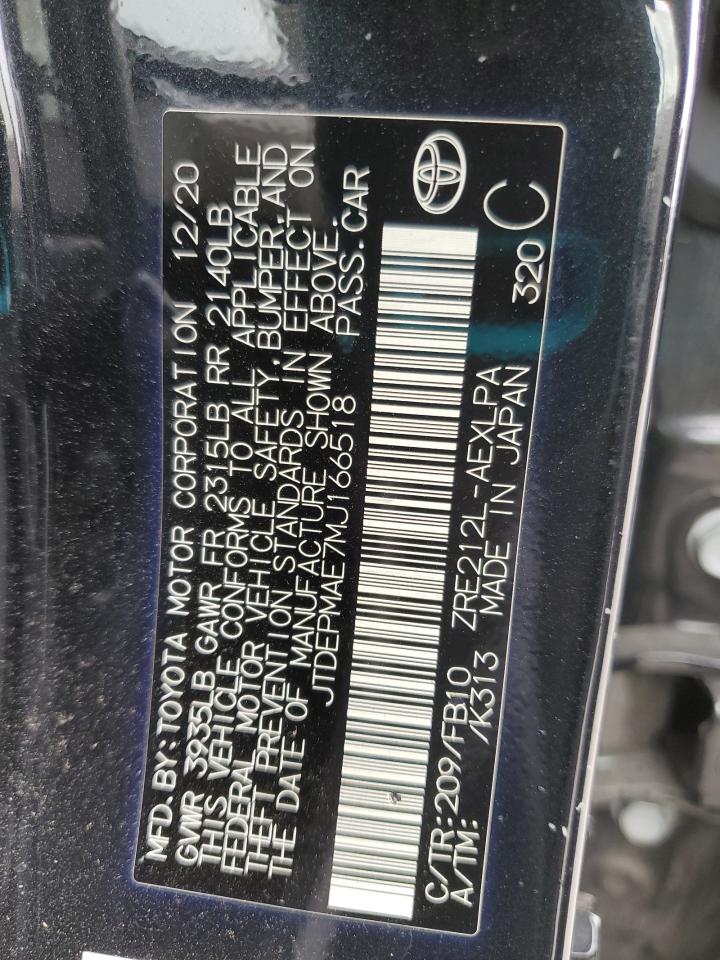 MFD. BY: TOYOTA MOTOR CORPORATION 12/20
GVWR 3935LB GAWR FR 2315LB RR 2140LB
THIS VEHICLE CONFORMS TO ALL APPLICABLE
FEDERAL MOTOR VEHICLE SAFETY, BUMPER, AND
THEFT PREVENTION STANDARDS IN EFFECT ON
THE DATE OF MANUFACTURE SHOWN ABOVE.
JTDEPMAE7MJ166518 PASS. CAR
C/TR: 209/FB10 ZRE212L-AEXLPA 320 C
A/TM: /K313 MADE IN JAPAN